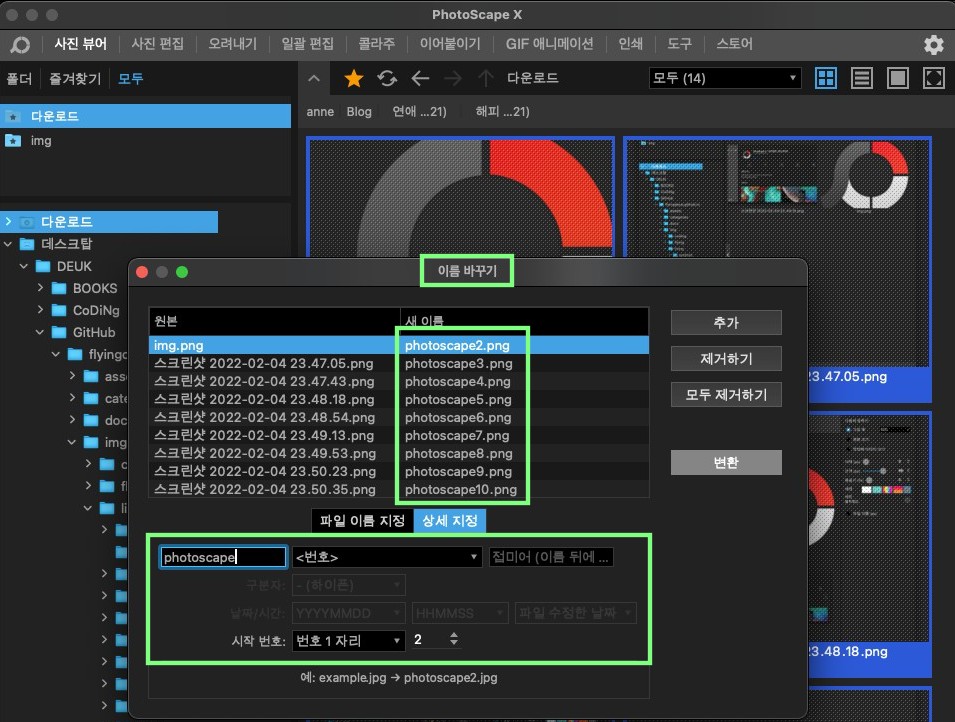 PhotoScape X
사진 뷰어 사진 편집 오려내기 일괄 편집 콜라주 이어붙이기 GIF 애니메이션 인쇄 도구 스토어
폴더 즐겨찾기 모두
다운로드 모두 (14)
anne Blog 연애 ...21) 해피 ...21)
다운로드
img
다운로드
데스크탑
DEUK
BOOKS
CoDiNg
GitHub
flyingo
ass
cate
doc
img
c
fl
li
이름 바꾸기
원본 새 이름
img.png photoscape2.png
스크린샷 2022-02-04 23.47.05.png photoscape3.png
스크린샷 2022-02-04 23.47.43.png photoscape4.png
스크린샷 2022-02-04 23.48.18.png photoscape5.png
스크린샷 2022-02-04 23.48.54.png photoscape6.png
스크린샷 2022-02-04 23.49.13.png photoscape7.png
스크린샷 2022-02-04 23.49.53.png photoscape8.png
스크린샷 2022-02-04 23.50.23.png photoscape9.png
스크린샷 2022-02-04 23.50.35.png photoscape10.png
추가
제거하기
모두 제거하기
변환
파일 이름 지정 상세 지정
photoscape <번호> 접미어 (이름 뒤에 ...
구분자: - (하이픈)
날짜/시간: YYYYMMDD HHMMSS 파일 수정한 날짜
시작 번호: 번호 1 자리 2
예: example.jpg → photoscape2.jpg
23.47.05.png
23.48.18.png